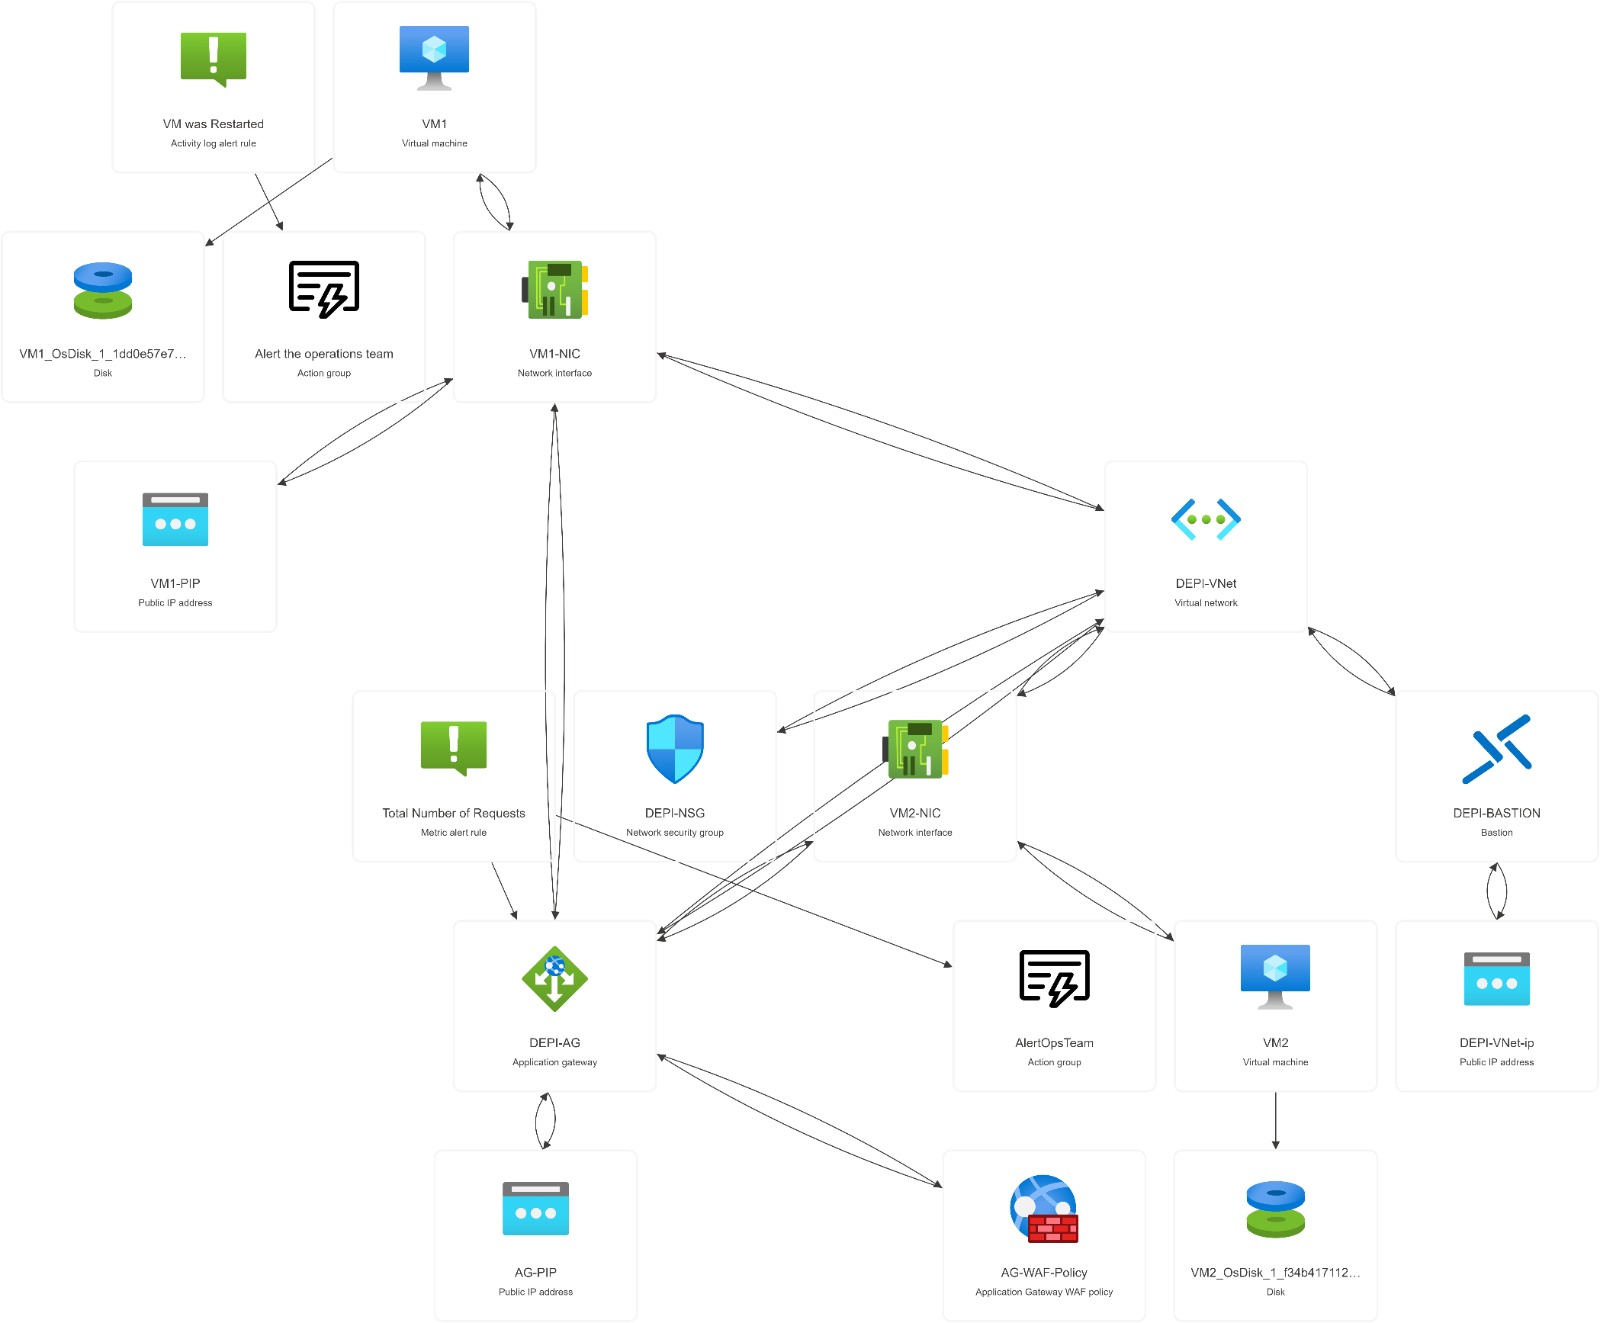 VM was Restarted
Activity log alert rule
VM1
Virtual machine
VM1_OsDisk_1_1dd0e57e7...
Disk
Alert the operations team
Action group
VM1-NIC
Network interface
VM1-PIP
Public IP address
DEPI-VNet
Virtual network
Total Number of Requests
Metric alert rule
DEPI-NSG
Network security group
VM2-NIC
Network interface
DEPI-BASTION
Bastion
DEPI-AG
Application gateway
AlertOpsTeam
Action group
VM2
Virtual machine
DEPI-VNet-ip
Public IP address
AG-PIP
Public IP address
AG-WAF-Policy
Application Gateway WAF policy
VM2_OsDisk_1_f34b417112...
Disk